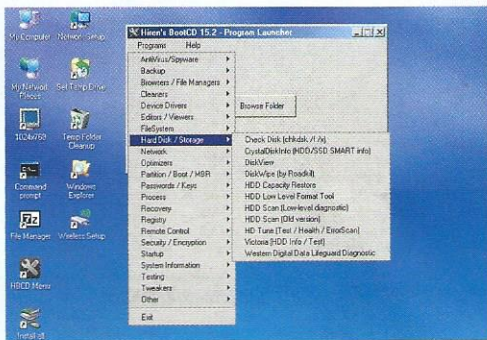 My Computer
Network Setup
My Network Places
Set Temp Drive
1024x768
Temp Folder Cleanup
Command prompt
Windows Explorer
File Manager
Wireless Setup
HBCD Menu
Install all
Hiren's BootCD 15.2 - Program Launcher
Programs Help
AntiVirus/Spyware
Backup
Browsers / File Managers
Cleaners
Device Drivers
Editors / Viewers
FileSystem
Hard Disk / Storage
Network
Optimizers
Partition / Boot / MBR
Passwords / Keys
Process
Recovery
Registry
Remote Control
Security / Encryption
Startup
System Information
Testing
Tweakers
Other
Exit
Browse Folder
Check Disk (chkdsk /f /x)
CrystalDiskInfo (HDD/SSD SMART info)
DiskView
DiskWipe (by Roadkil)
HDD Capacity Restore
HDD Low Level Format Tool
HDD Scan (Low-level diagnostic)
HDD Scan (Old version)
HD Tune (Test / Health / ErrorScan)
Victoria (HDD Info / Test)
Western Digital Data Lifeguard Diagnostic